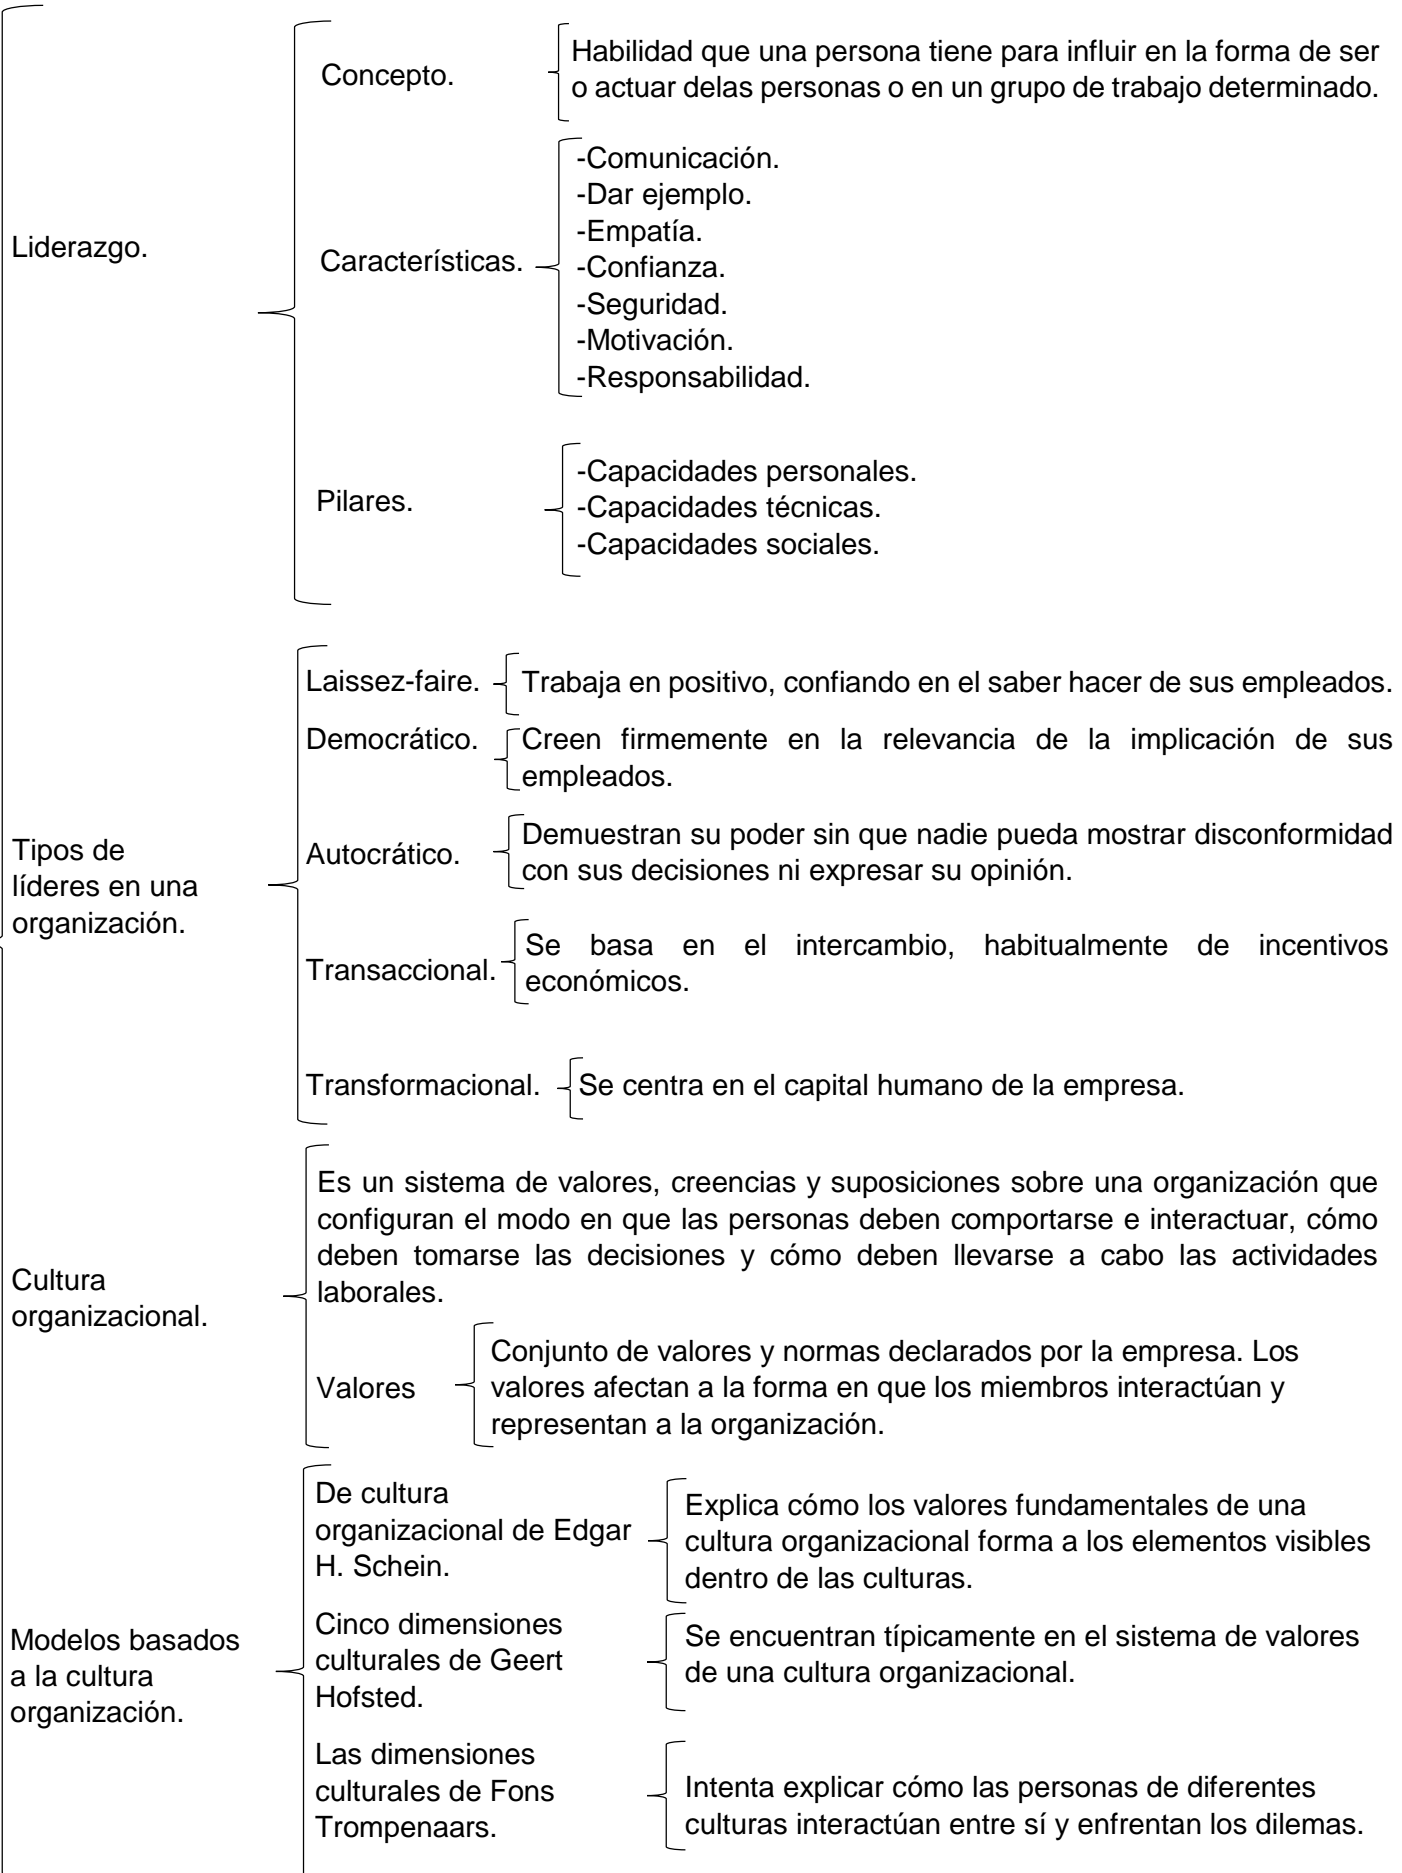 Liderazgo.
Concepto.
Habilidad que una persona tiene para influir en la forma de ser
o actuar delas personas o en un grupo de trabajo determinado.
Características.
-Comunicación.
-Dar ejemplo.
-Empatía.
-Confianza.
-Seguridad.
-Motivación.
-Responsabilidad.
Pilares.
-Capacidades personales.
-Capacidades técnicas.
-Capacidades sociales.
Tipos de
líderes en una
organización.
Laissez-faire.
Trabaja en positivo, confiando en el saber hacer de sus empleados.
Democrático.
Creen firmemente en la relevancia de la implicación de sus
empleados.
Autocrático.
Demuestran su poder sin que nadie pueda mostrar disconformidad
con sus decisiones ni expresar su opinión.
Transaccional.
Se basa en el intercambio, habitualmente de incentivos
económicos.
Transformacional.
Se centra en el capital humano de la empresa.
Cultura
organizacional.
Es un sistema de valores, creencias y suposiciones sobre una organización que
configuran el modo en que las personas deben comportarse e interactuar, cómo
deben tomarse las decisiones y cómo deben llevarse a cabo las actividades
laborales.
Valores
Conjunto de valores y normas declarados por la empresa. Los
valores afectan a la forma en que los miembros interactúan y
representan a la organización.
Modelos basados
a la cultura
organización.
De cultura
organizacional de Edgar
H. Schein.
Explica cómo los valores fundamentales de una
cultura organizacional forma a los elementos visibles
dentro de las culturas.
Cinco dimensiones
culturales de Geert
Hofsted.
Se encuentran típicamente en el sistema de valores
de una cultura organizacional.
Las dimensiones
culturales de Fons
Trompenaars.
Intenta explicar cómo las personas de diferentes
culturas interactúan entre sí y enfrentan los dilemas.